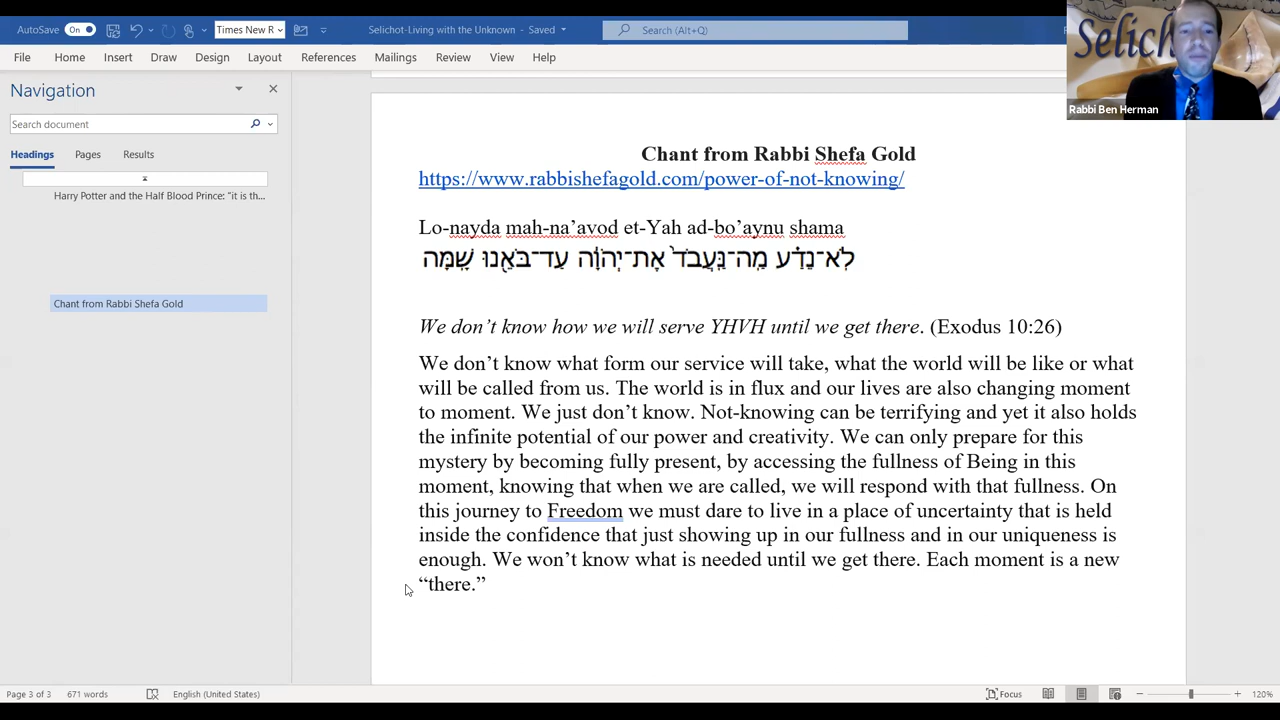 AutoSave On Times New R Selichot-Living with the Unknown - Saved Search (Alt+Q)
Selich
File Home Insert Draw Design Layout References Mailings Review View Help
Rabbi Ben Herman
Navigation
Search document
Headings Pages Results
Harry Potter and the Half Blood Prince: "it is th...
Chant from Rabbi Shefa Gold
Chant from Rabbi Shefa Gold
https://www.rabbishefagold.com/power-of-not-knowing/
Lo-nayda mah-na’avod et-Yah ad-bo’aynu shama
לֹֽא־נֵדַ֗ע מַֽה־נַּעֲבֹד֙ אֶת־יְהֹוָ֔ה עַד־בֹּאֵ֖נוּ שָֽׁמָּה
We don’t know how we will serve YHVH until we get there. (Exodus 10:26)
We don’t know what form our service will take, what the world will be like or what
will be called from us. The world is in flux and our lives are also changing moment
to moment. We just don’t know. Not-knowing can be terrifying and yet it also holds
the infinite potential of our power and creativity. We can only prepare for this
mystery by becoming fully present, by accessing the fullness of Being in this
moment, knowing that when we are called, we will respond with that fullness. On
this journey to Freedom we must dare to live in a place of uncertainty that is held
inside the confidence that just showing up in our fullness and in our uniqueness is
enough. We won’t know what is needed until we get there. Each moment is a new
“there.”
Page 3 of 3 671 words English (United States) Focus 120%